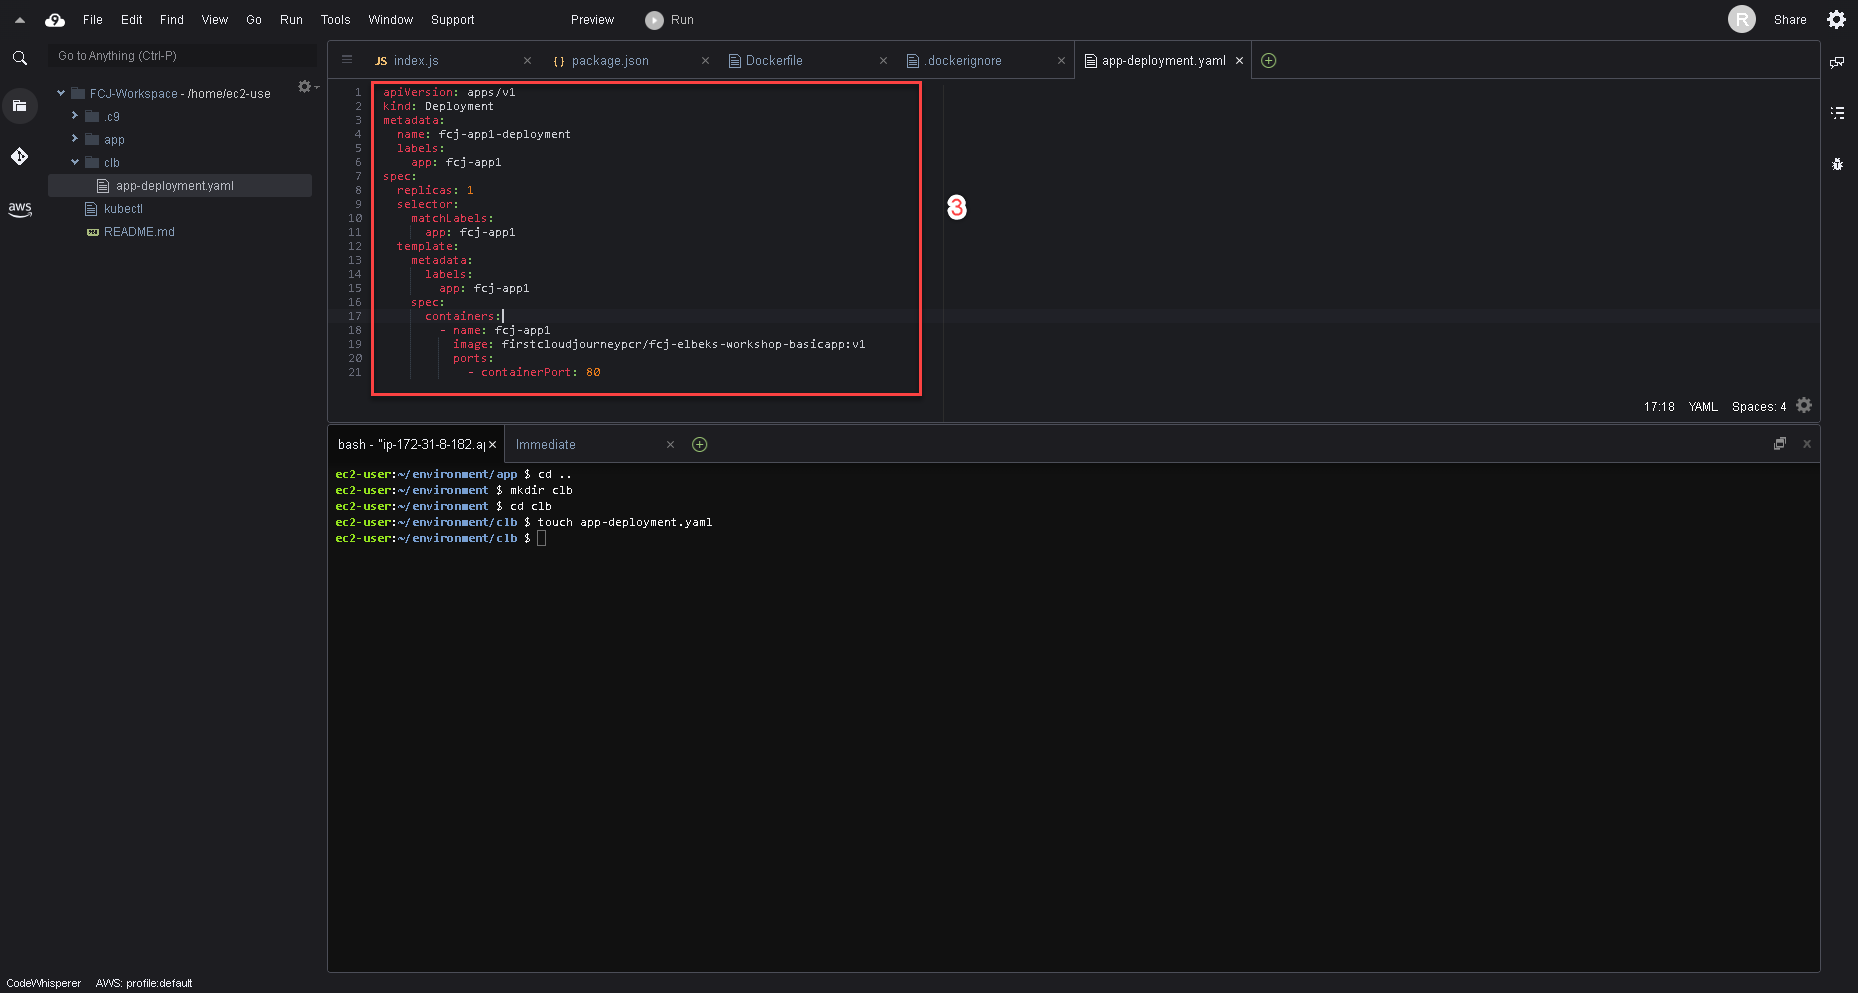 File Edit Find View Go Run Tools Window Support Preview Run R Share
Go to Anything (Ctrl-P)
FCJ-Workspace - /home/ec2-use
.c9
app
clb
app-deployment.yaml
kubectl
README.md
aws
JS index.js { } package.json Dockerfile .dockerignore app-deployment.yaml
1 apiVersion: apps/v1
2 kind: Deployment
3 metadata:
4 name: fcj-app1-deployment
5 labels:
6 app: fcj-app1
7 spec:
8 replicas: 1
9 selector:
10 matchLabels:
11 app: fcj-app1
12 template:
13 metadata:
14 labels:
15 app: fcj-app1
16 spec:
17 containers:
18 - name: fcj-app1
19 image: firstcloudjourneypcr/fcj-elbeks-workshop-basicapp:v1
20 ports:
21 - containerPort: 80
3
17:18 YAML Spaces: 4
bash - "ip-172-31-8-182.ap Immediate
ec2-user:~/environment/app $ cd ..
ec2-user:~/environment $ mkdir clb
ec2-user:~/environment $ cd clb
ec2-user:~/environment/clb $ touch app-deployment.yaml
ec2-user:~/environment/clb $
CodeWhisperer AWS: profile:default